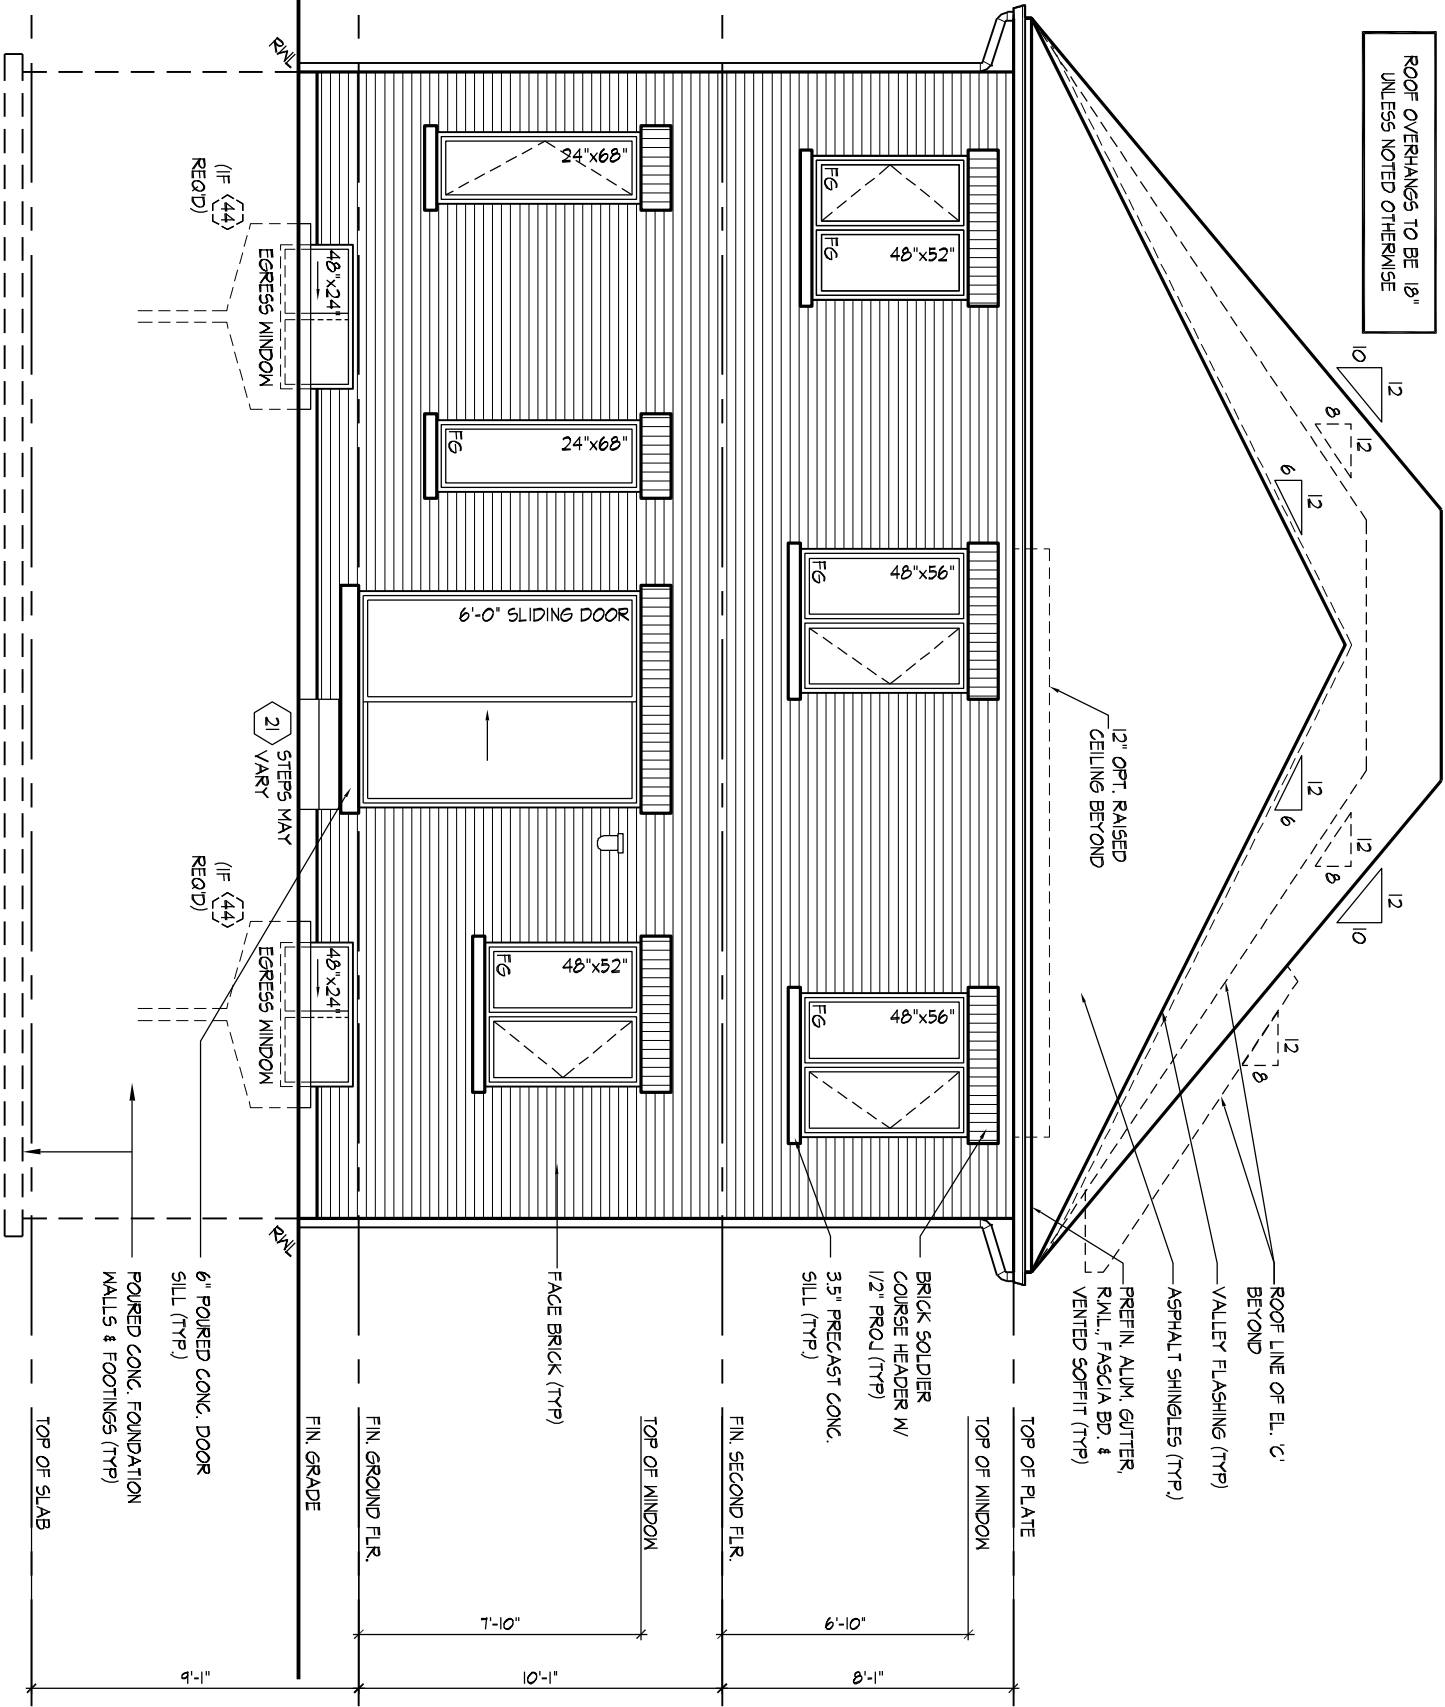 ROOF OVERHANGS TO BE 18"
UNLESS NOTED OTHERWISE
10
12
8
12
6
12
12
6
12
8
12
10
12
8
12" OPT. RAISED
CEILING BEYOND
ROOF LINE OF EL. 'C'
BEYOND
VALLEY FLASHING (TYP)
ASPHALT SHINGLES (TYP.)
PREFIN. ALUM. GUTTER,
R.W.L., FASCIA BD. &
VENTED SOFFIT (TYP)
TOP OF PLATE
TOP OF WINDOW
BRICK SOLDIER
COURSE HEADER W/
1/2" PROJ (TYP)
3.5" PRECAST CONC.
SILL (TYP.)
48"x52"
FG
FG
48"x56"
FG
48"x56"
FG
8'-1"
6'-10"
FIN. SECOND FLR.
TOP OF WINDOW
24"x68"
24"x68"
FG
6'-0" SLIDING DOOR
48"x52"
FG
FACE BRICK (TYP)
7'-10"
10'-1"
FIN. GROUND FLR.
FIN. GRADE
RWL
RWL
48"x24"
EGRESS WINDOW
(IF 44
REQ'D)
21 STEPS MAY
VARY
48"x24"
EGRESS WINDOW
(IF 44
REQ'D)
6" POURED CONC. DOOR
SILL (TYP.)
POURED CONC. FOUNDATION
WALLS & FOOTINGS (TYP)
9'-1"
TOP OF SLAB